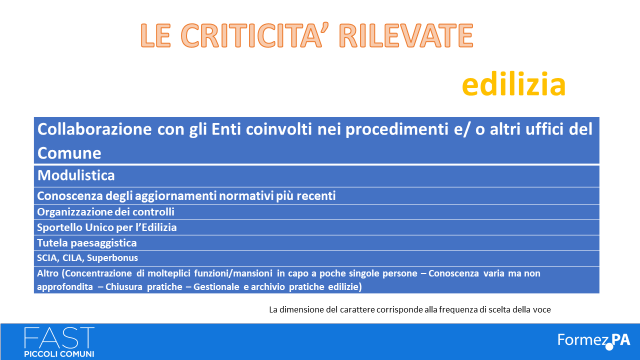 LE CRITICITA’ RILEVATE
edilizia
Collaborazione con gli Enti coinvolti nei procedimenti e/ o altri uffici del
Comune
Modulistica
Conoscenza degli aggiornamenti normativi più recenti
Organizzazione dei controlli
Sportello Unico per l’Edilizia
Tutela paesaggistica
SCIA, CILA, Superbonus
Altro (Concentrazione di molteplici funzioni/mansioni in capo a poche singole persone – Conoscenza varia ma non
approfondita – Chiusura pratiche – Gestionale e archivio pratiche edilizie)
La dimensione del carattere corrisponde alla frequenza di scelta della voce
FAST
PICCOLI COMUNI
Formez PA